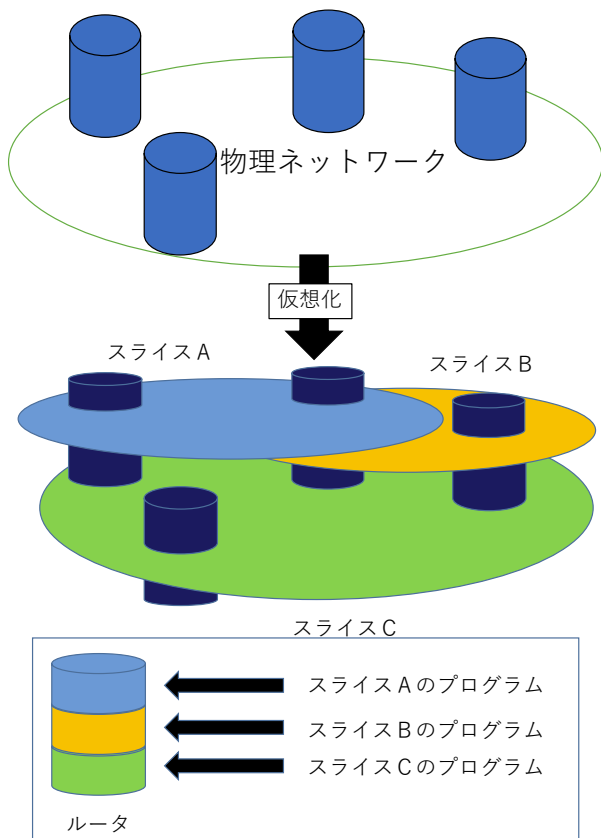 物理ネットワーク
仮想化
スライスA
スライスB
スライスC
スライスAのプログラム
スライスBのプログラム
スライスCのプログラム
ルータ